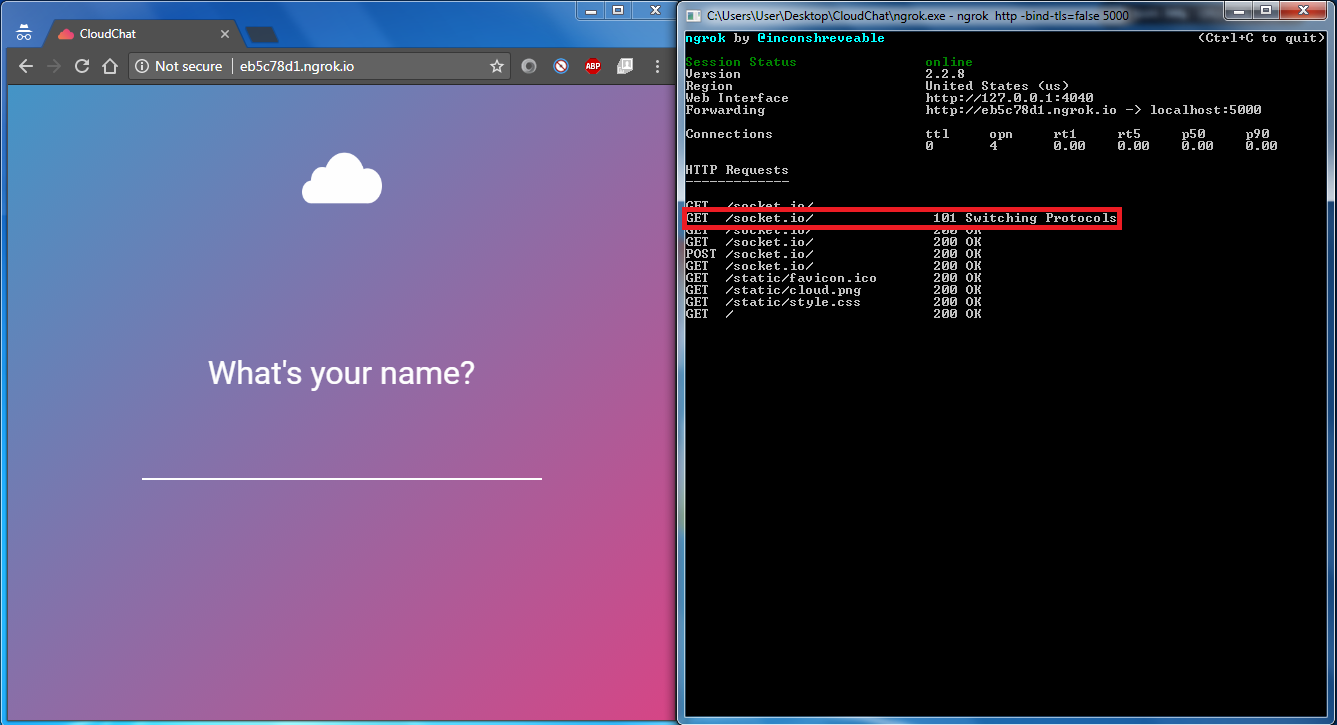 CloudChat
Not secure eb5c78d1.ngrok.io
ABP
What's your name?
C:\Users\User\Desktop\CloudChat\ngrok.exe - ngrok http -bind-tls=false 5000
ngrok by @inconshreveable (Ctrl+C to quit)
Session Status online
Version 2.2.8
Region United States (us)
Web Interface http://127.0.0.1:4040
Forwarding http://eb5c78d1.ngrok.io -> localhost:5000
Connections ttl opn rt1 rt5 p50 p90
0 4 0.00 0.00 0.00 0.00
HTTP Requests
-------------
GET /socket.io/
GET /socket.io/ 101 Switching Protocols
GET /socket.io/ 200 OK
GET /socket.io/ 200 OK
POST /socket.io/ 200 OK
GET /socket.io/ 200 OK
GET /static/favicon.ico 200 OK
GET /static/cloud.png 200 OK
GET /static/style.css 200 OK
GET / 200 OK